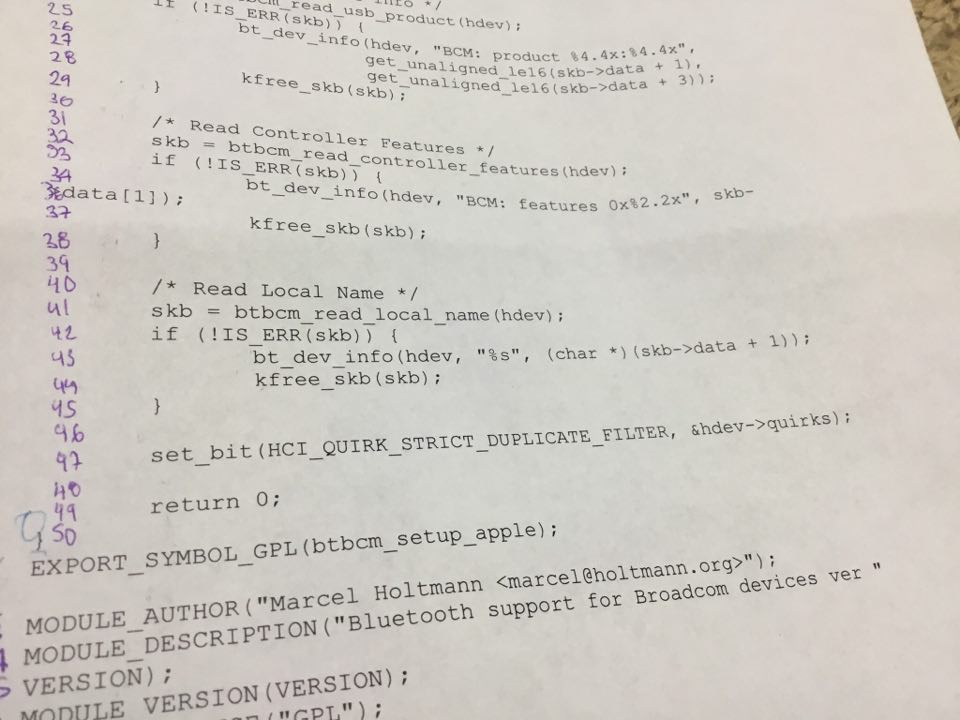 25 info */
26 btbcm_read_usb_product(hdev);
27 if (!IS_ERR(skb)) {
28 bt_dev_info(hdev, "BCM: product %4.4x:%4.4x",
get_unaligned_le16(skb->data + 1),
29 get_unaligned_le16(skb->data + 3));
30 kfree_skb(skb);
}
31
32 /* Read Controller Features */
33 skb = btbcm_read_controller_features(hdev);
34 if (!IS_ERR(skb)) {
bt_dev_info(hdev, "BCM: features 0x%2.2x", skb-
>data[1]);
37 kfree_skb(skb);
38 }
39
40 /* Read Local Name */
41 skb = btbcm_read_local_name(hdev);
42 if (!IS_ERR(skb)) {
43 bt_dev_info(hdev, "%s", (char *)(skb->data + 1));
44 kfree_skb(skb);
45 }
46
47 set_bit(HCI_QUIRK_STRICT_DUPLICATE_FILTER, &hdev->quirks);
48
49 return 0;
} 50
EXPORT_SYMBOL_GPL(btbcm_setup_apple);
MODULE_AUTHOR("Marcel Holtmann <marcel@holtmann.org>");
MODULE_DESCRIPTION("Bluetooth support for Broadcom devices ver "
VERSION);
MODULE_VERSION(VERSION);
("GPL");